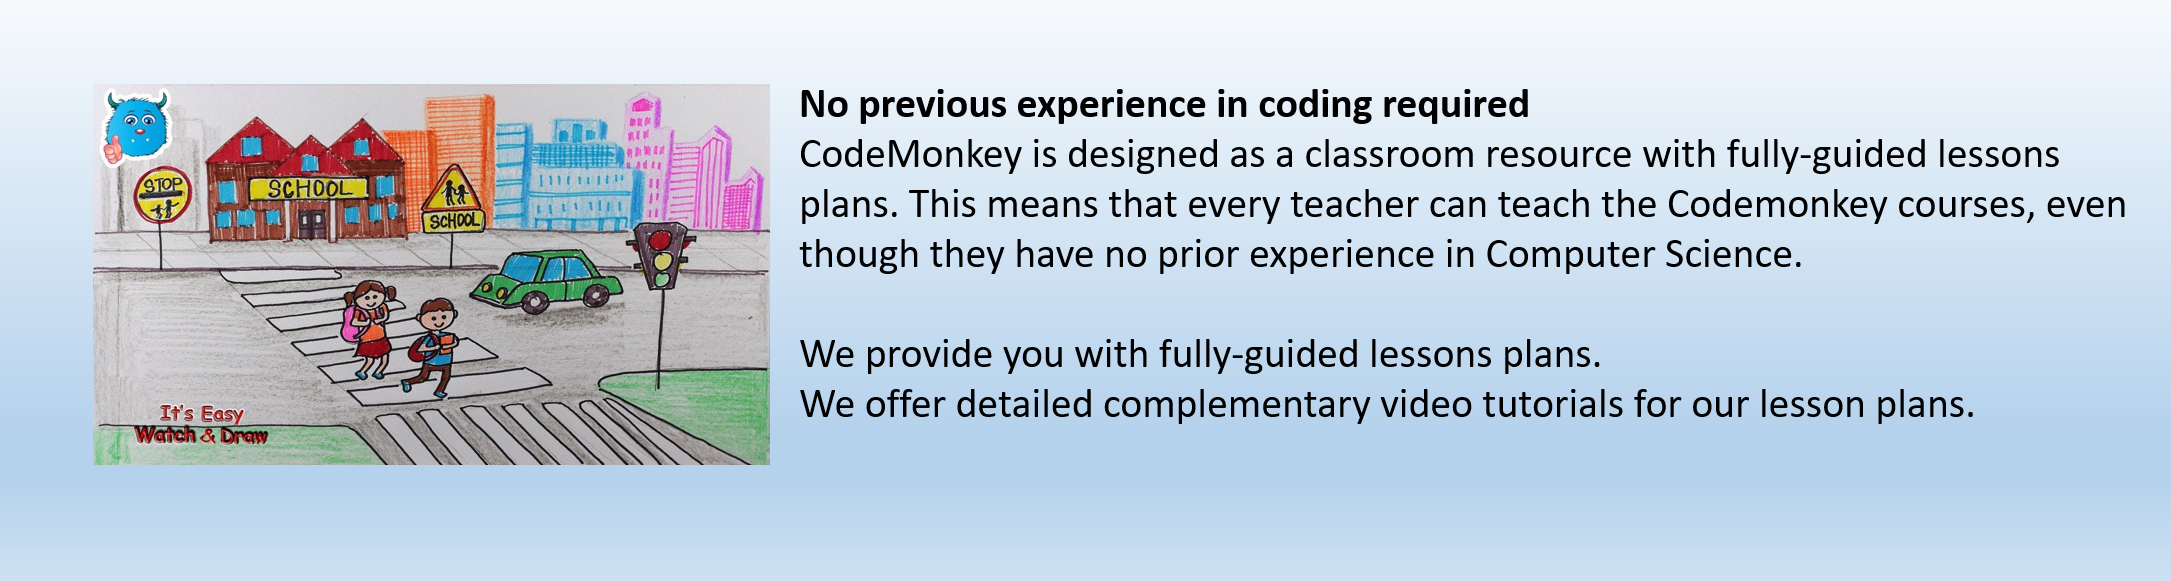 STOP
SCHOOL
SCHOOL
It's Easy
Watch & Draw
No previous experience in coding required
CodeMonkey is designed as a classroom resource with fully-guided lessons
plans. This means that every teacher can teach the Codemonkey courses, even
though they have no prior experience in Computer Science.
We provide you with fully-guided lessons plans.
We offer detailed complementary video tutorials for our lesson plans.